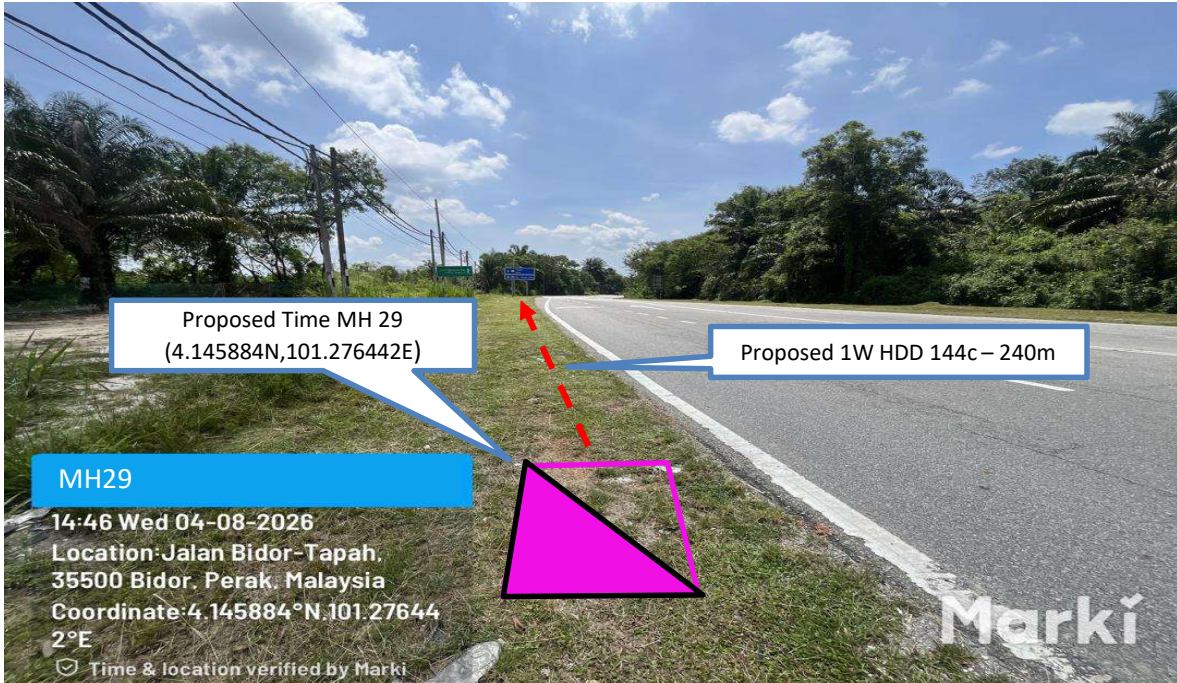 Proposed Time MH 29
(4.145884N,101.276442E)
Proposed 1W HDD 144c – 240m
MH29
14:46 Wed 04-08-2026
Location:Jalan Bidor-Tapah,
35500 Bidor, Perak, Malaysia
Coordinate:4.145884°N,101.27644
2°E
Time & location verified by Marki
Marki